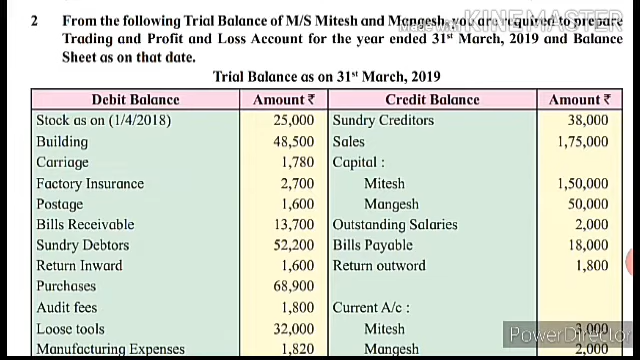 2 From the following Trial Balance of M/S Mitesh and Mangesh, you are required to prepare
Trading and Profit and Loss Account for the year ended 31st March, 2019 and Balance
Sheet as on that date.
KINEMASTER
Trial Balance as on 31st March, 2019
Debit Balance Amount ₹ Credit Balance Amount ₹
Stock as on (1/4/2018) 25,000 Sundry Creditors 38,000
Building 48,500 Sales 1,75,000
Carriage 1,780 Capital :
Factory Insurance 2,700 Mitesh 1,50,000
Postage 1,600 Mangesh 50,000
Bills Receivable 13,700 Outstanding Salaries 2,000
Sundry Debtors 52,200 Bills Payable 18,000
Return Inward 1,600 Return outword 1,800
Purchases 68,900
Audit fees 1,800 Current A/c :
Loose tools 32,000 Mitesh 3,000
Manufacturing Expenses 1,820 Mangesh 2,000
PowerDirector